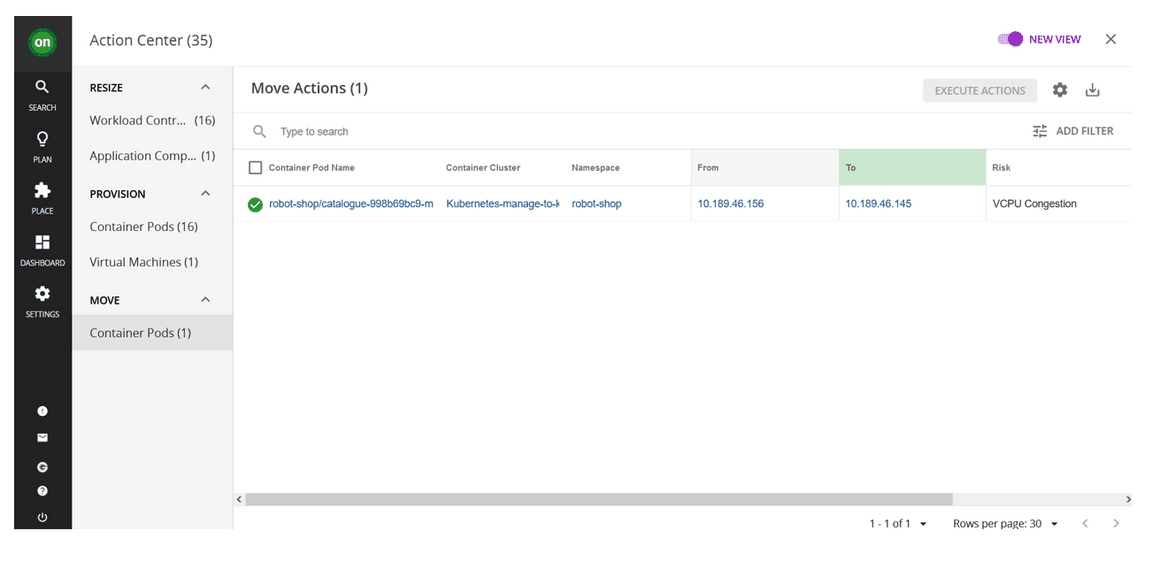 on
Action Center (35)
NEW VIEW
SEARCH
PLAN
PLACE
DASHBOARD
SETTINGS
RESIZE
Workload Contr... (16)
Application Comp... (1)
PROVISION
Container Pods (16)
Virtual Machines (1)
MOVE
Container Pods (1)
Move Actions (1)
EXECUTE ACTIONS
Type to search
ADD FILTER
Container Pod Name Container Cluster Namespace From To Risk
robot-shop/catalogue-998b69bc9-m Kubernetes-manage-to-k robot-shop 10.189.46.156 10.189.46.145 VCPU Congestion
1 - 1 of 1 Rows per page: 30